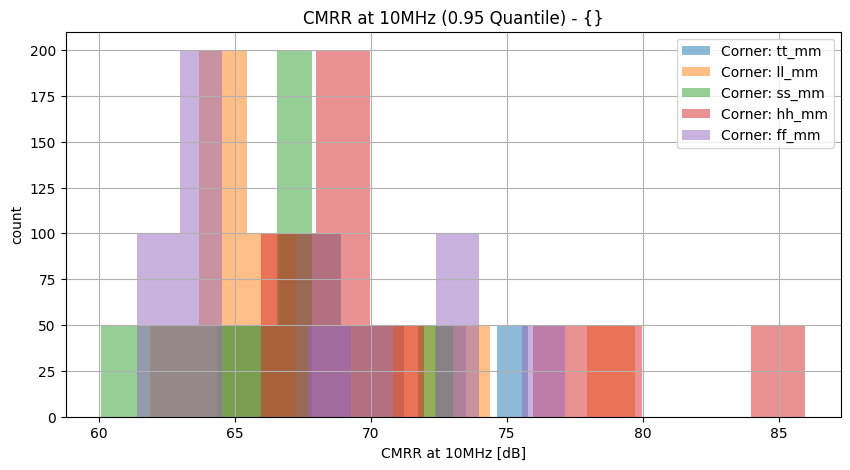 CMRR at 10MHz (0.95 Quantile) - {}
200
175
150
125
100
75
50
25
0
count
Corner: tt_mm
Corner: ll_mm
Corner: ss_mm
Corner: hh_mm
Corner: ff_mm
60 65 70 75 80 85
CMRR at 10MHz [dB]